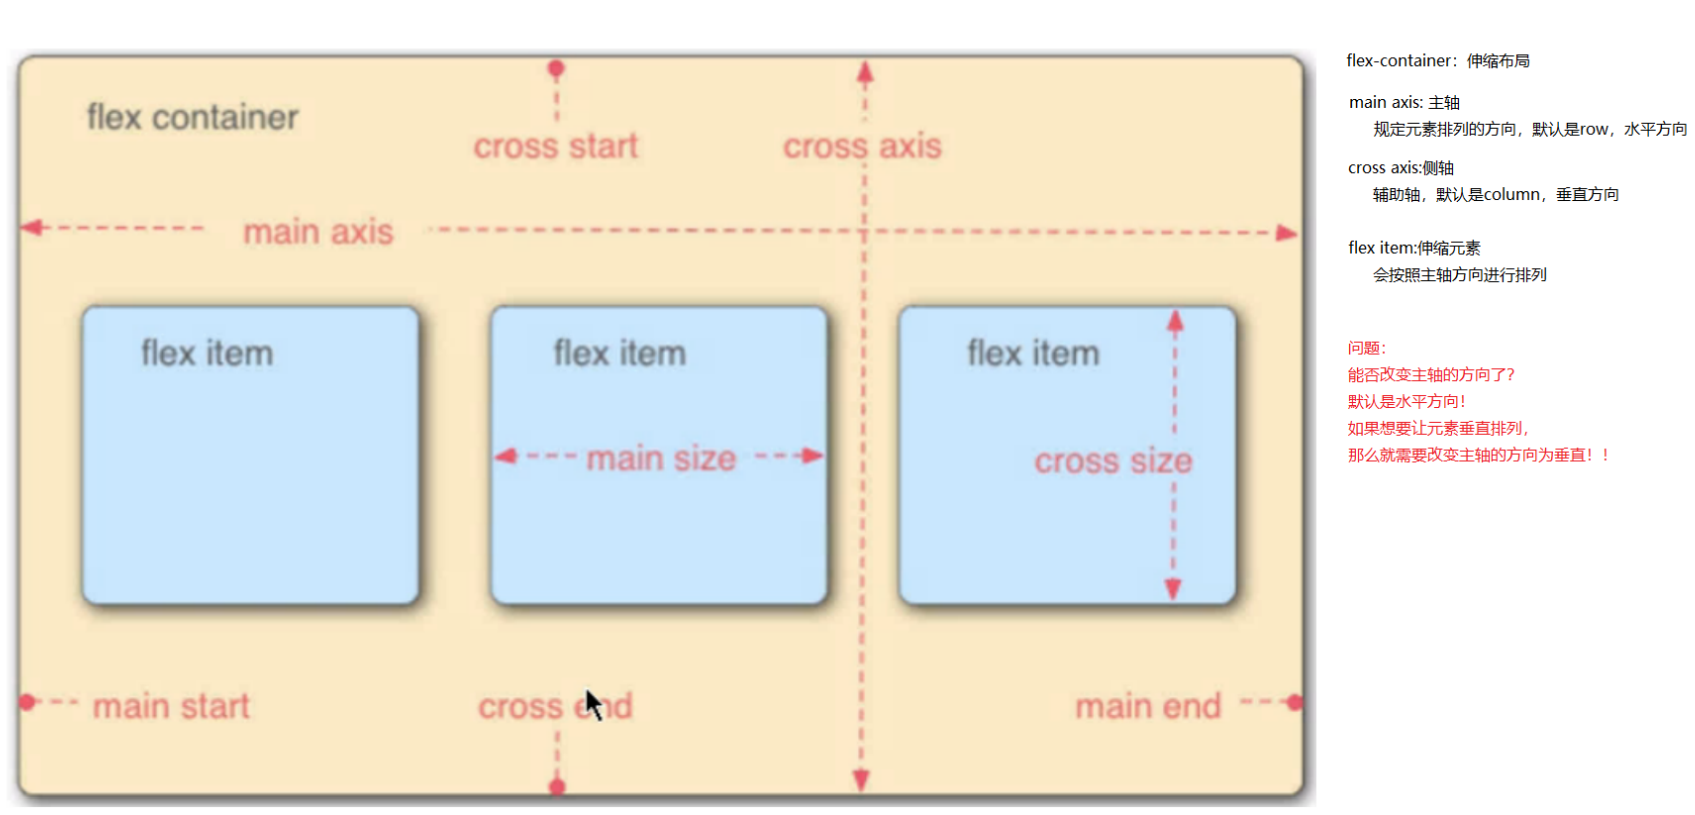 flex container
cross start
cross axis
main axis
flex item
flex item
flex item
main size
cross size
main start
cross end
main end
flex-container：伸缩布局
main axis: 主轴
规定元素排列的方向，默认是row，水平方向
cross axis:侧轴
辅助轴，默认是column，垂直方向
flex item:伸缩元素
会按照主轴方向进行排列
问题：
能否改变主轴的方向了？
默认是水平方向！
如果想要让元素垂直排列，
那么就需要改变主轴的方向为垂直！！